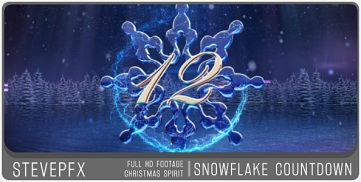 12
STEVEPFX
FULL HD FOOTAGE
CHRISTMAS SPIRIT
SNOWFLAKE COUNTDOWN